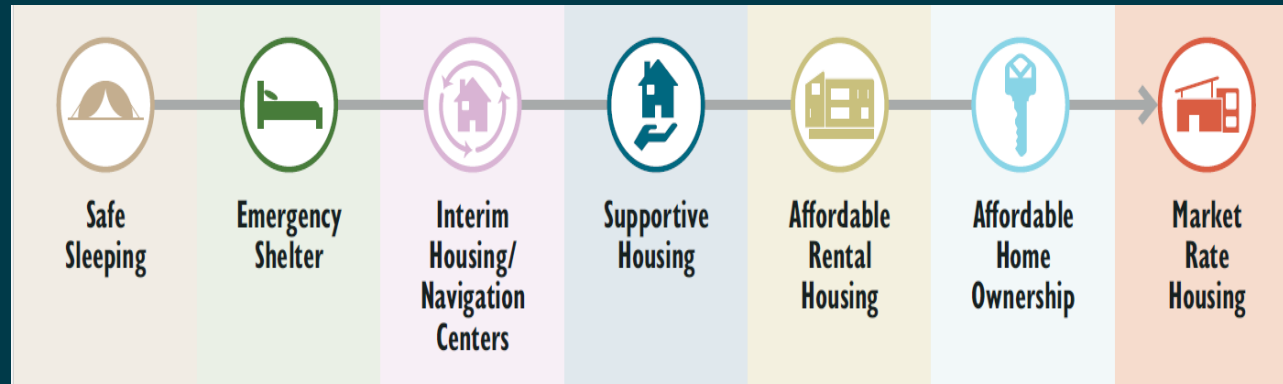 Safe
Sleeping
Emergency
Shelter
Interim
Housing/
Navigation
Centers
Supportive
Housing
Affordable
Rental
Housing
Affordable
Home
Ownership
Market
Rate
Housing